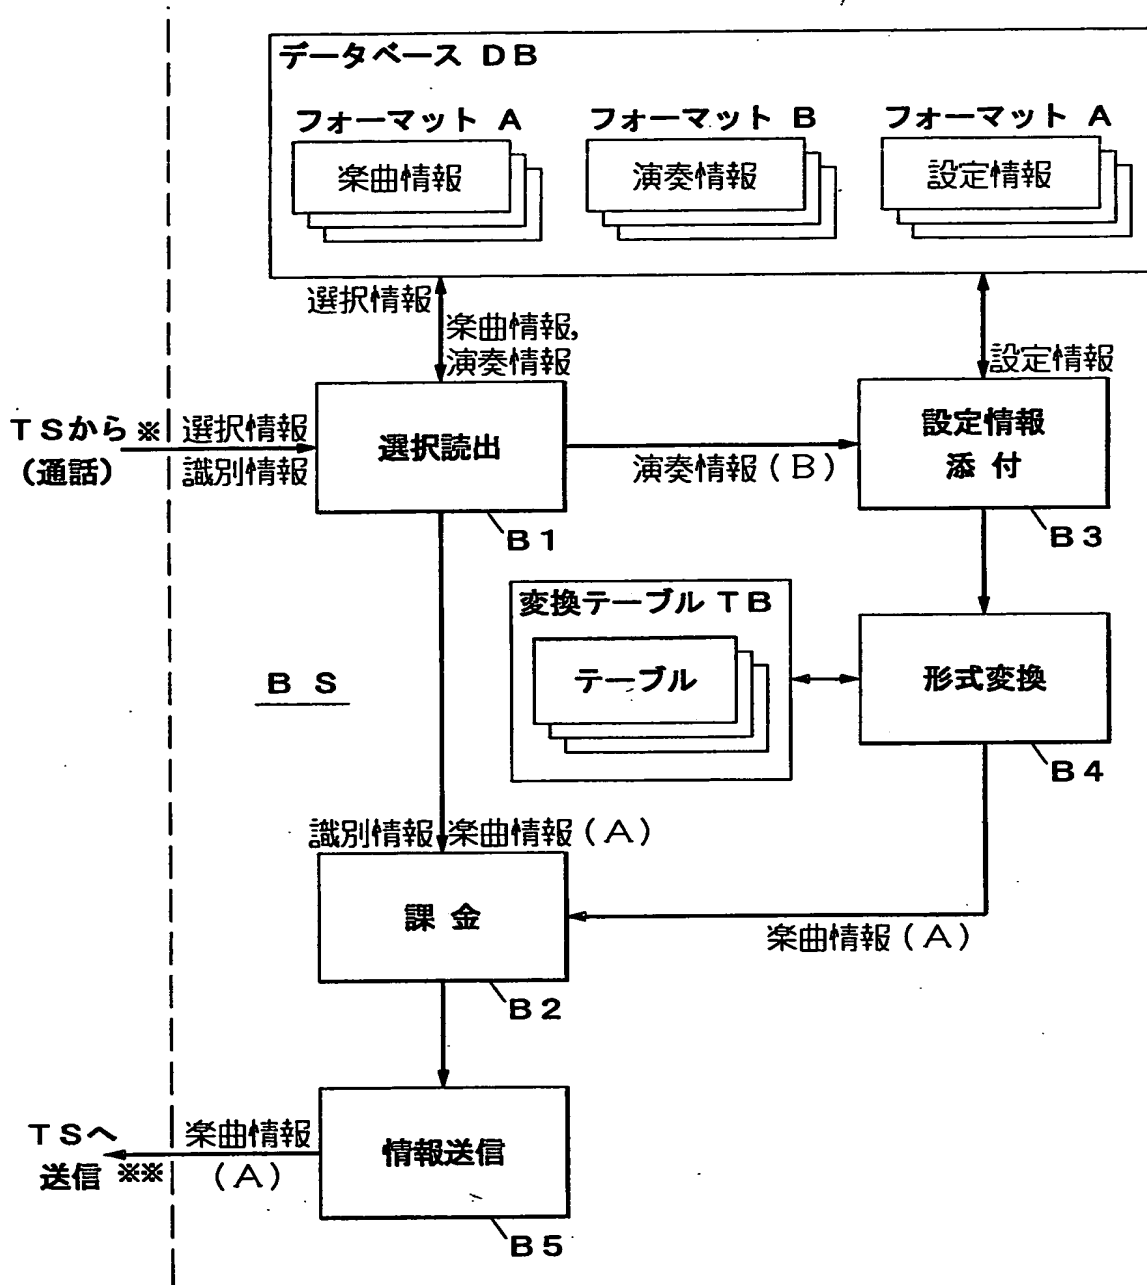 データベース DB
フォーマット A
フォーマット B
フォーマット A
楽曲情報
演奏情報
設定情報
選択情報
楽曲情報,
演奏情報
設定情報
TSから※
(通話)
選択情報
識別情報
選択読出
演奏情報(B)
設定情報
添付
B1
B3
変換テーブル TB
テーブル
形式変換
BS
B4
識別情報
楽曲情報(A)
課金
楽曲情報(A)
B2
TSへ
送信 ※※
楽曲情報
(A)
情報送信
B5